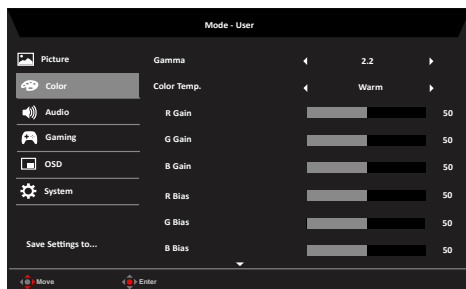 Mode - User
Picture
Gamma 2.2
Color
Color Temp. Warm
Audio
R Gain 50
Gaming
G Gain 50
OSD
B Gain 50
System
R Bias 50
G Bias 50
Save Settings to...
B Bias 50
Move Enter